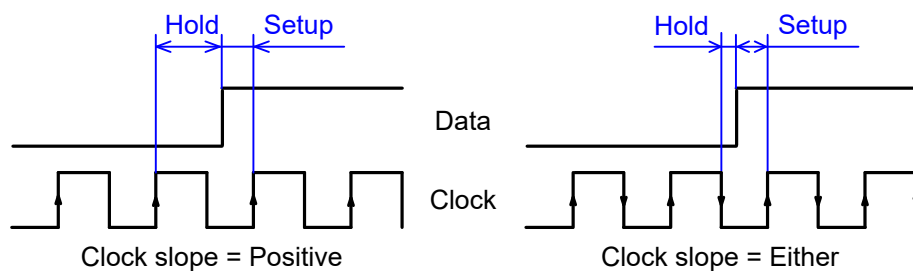 Hold Setup
Hold Setup
Data
Clock
Clock slope = Positive
Clock slope = Either